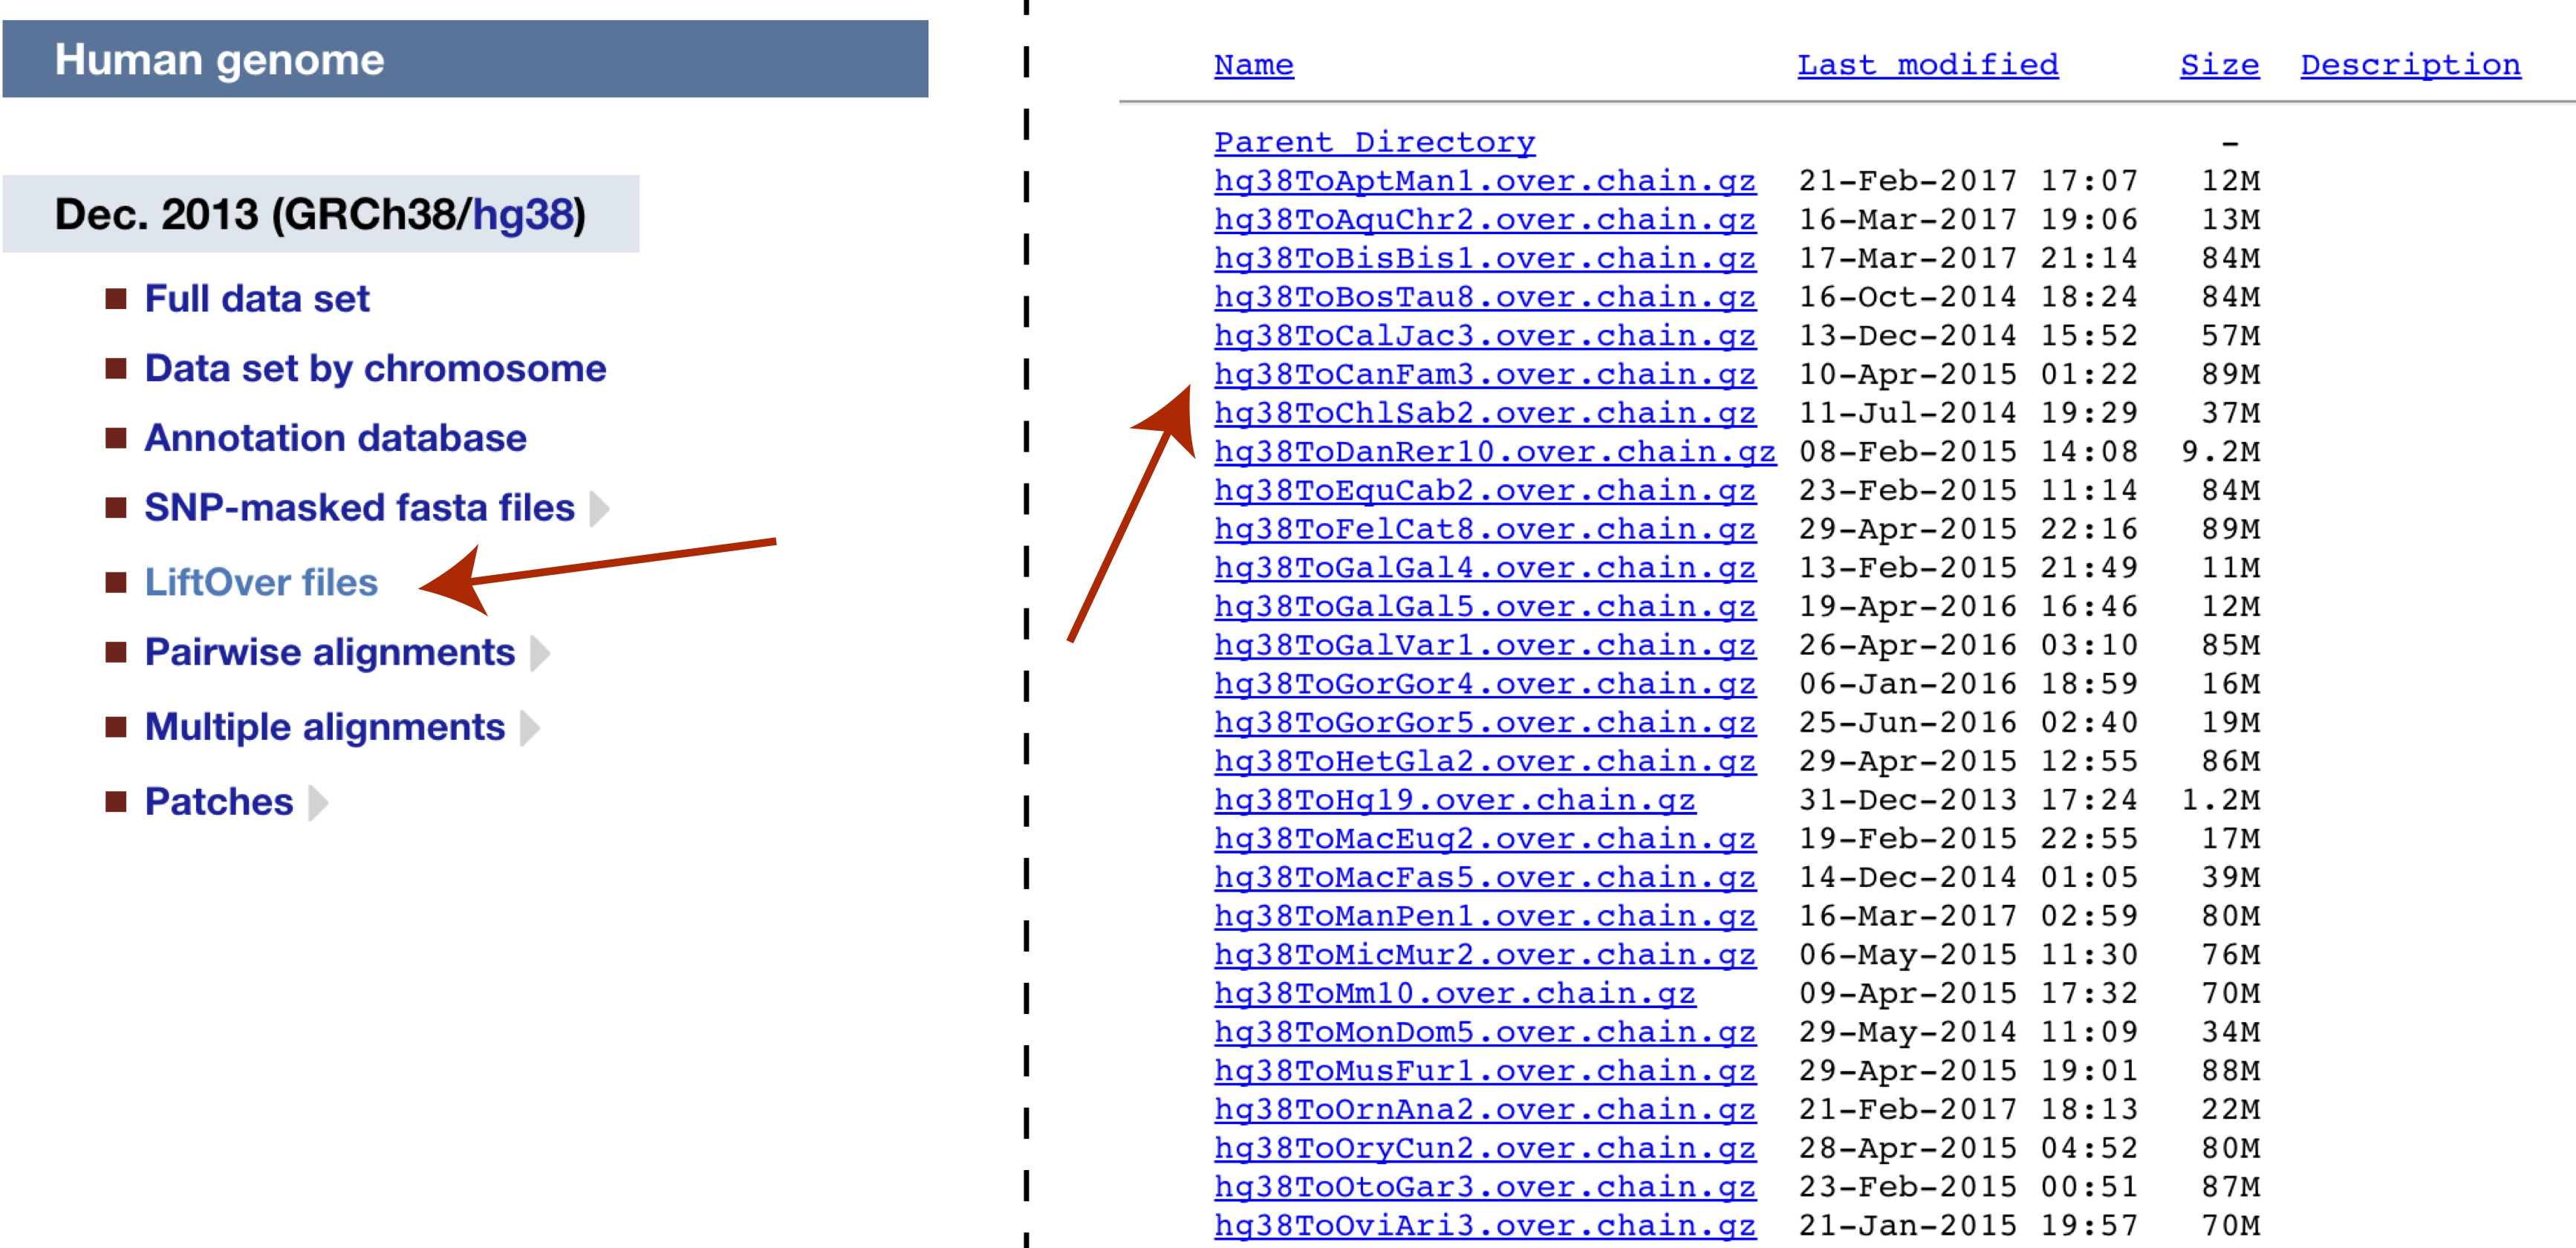 Human genome
Dec. 2013 (GRCh38/hg38)
Full data set
Data set by chromosome
Annotation database
SNP-masked fasta files
LiftOver files
Pairwise alignments
Multiple alignments
Patches
Name Last modified Size Description
Parent Directory -
hg38ToAptMan1.over.chain.gz 21-Feb-2017 17:07 12M
hg38ToAquChr2.over.chain.gz 16-Mar-2017 19:06 13M
hg38ToBisBis1.over.chain.gz 17-Mar-2017 21:14 84M
hg38ToBosTau8.over.chain.gz 16-Oct-2014 18:24 84M
hg38ToCalJac3.over.chain.gz 13-Dec-2014 15:52 57M
hg38ToCanFam3.over.chain.gz 10-Apr-2015 01:22 89M
hg38ToChlSab2.over.chain.gz 11-Jul-2014 19:29 37M
hg38ToDanRer10.over.chain.gz 08-Feb-2015 14:08 9.2M
hg38ToEquCab2.over.chain.gz 23-Feb-2015 11:14 84M
hg38ToFelCat8.over.chain.gz 29-Apr-2015 22:16 89M
hg38ToGalGal4.over.chain.gz 13-Feb-2015 21:49 11M
hg38ToGalGal5.over.chain.gz 19-Apr-2016 16:46 12M
hg38ToGalVar1.over.chain.gz 26-Apr-2016 03:10 85M
hg38ToGorGor4.over.chain.gz 06-Jan-2016 18:59 16M
hg38ToGorGor5.over.chain.gz 25-Jun-2016 02:40 19M
hg38ToHetGla2.over.chain.gz 29-Apr-2015 12:55 86M
hg38ToHg19.over.chain.gz 31-Dec-2013 17:24 1.2M
hg38ToMacEug2.over.chain.gz 19-Feb-2015 22:55 17M
hg38ToMacFas5.over.chain.gz 14-Dec-2014 01:05 39M
hg38ToManPen1.over.chain.gz 16-Mar-2017 02:59 80M
hg38ToMicMur2.over.chain.gz 06-May-2015 11:30 76M
hg38ToMm10.over.chain.gz 09-Apr-2015 17:32 70M
hg38ToMonDom5.over.chain.gz 29-May-2014 11:09 34M
hg38ToMusFur1.over.chain.gz 29-Apr-2015 19:01 88M
hg38ToOrnAna2.over.chain.gz 21-Feb-2017 18:13 22M
hg38ToOryCun2.over.chain.gz 28-Apr-2015 04:52 80M
hg38ToOtoGar3.over.chain.gz 23-Feb-2015 00:51 87M
hg38ToOviAri3.over.chain.gz 21-Jan-2015 19:57 70M